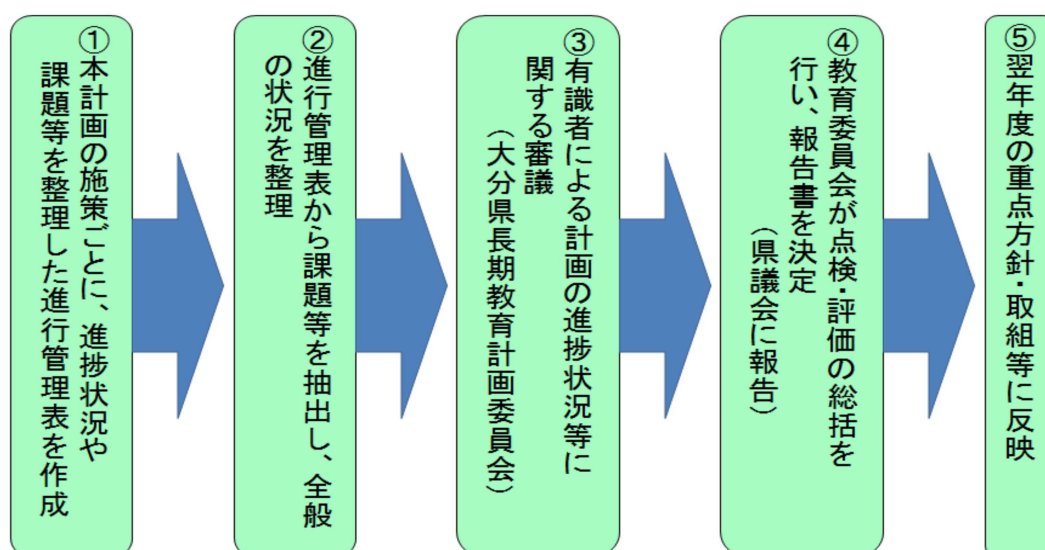 ①本計画の施策ごとに、進捗状況や
課題等を整理した進行管理表を作成
②進行管理表から課題等を抽出し、全般
の状況を整理
③有識者による計画の進捗状況等に
関する審議
（大分県長期教育計画委員会）
④教育委員会が点検・評価の総括を
行い、報告書を決定
（県議会に報告）
⑤翌年度の重点方針・取組等に反映